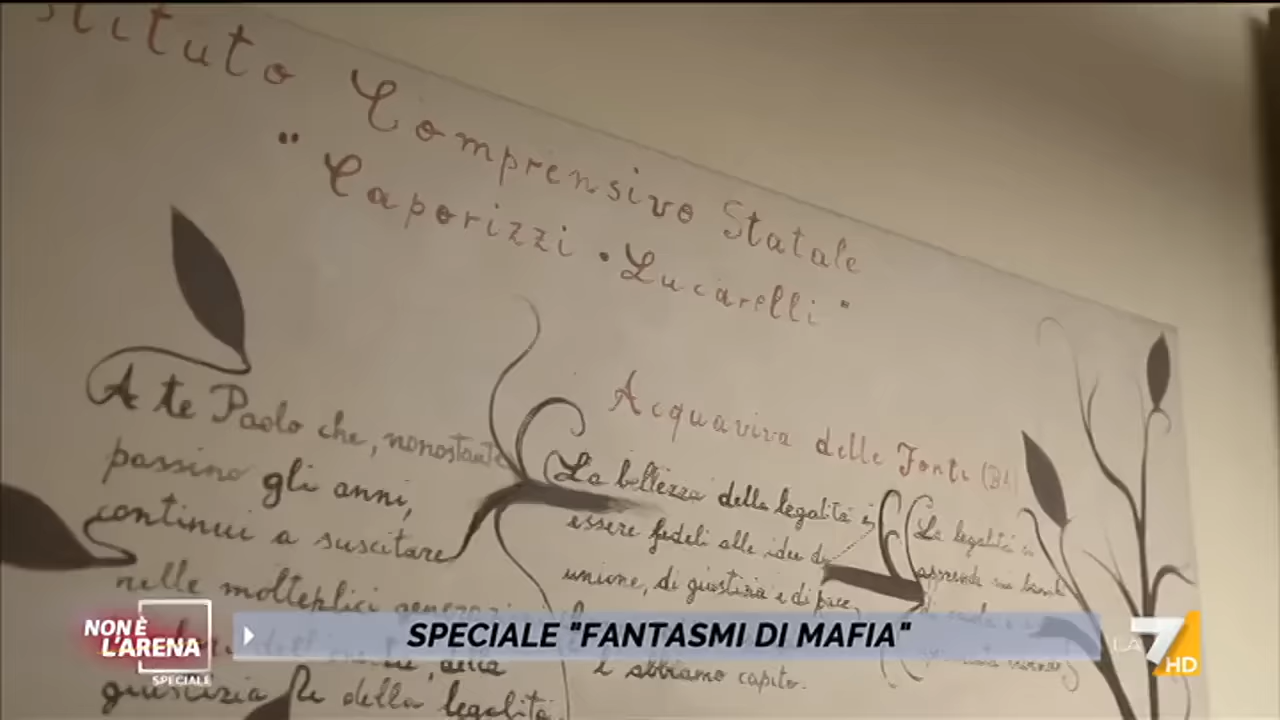 stituto Comprensivo Statale
"Caporizzi • Lucarelli"
Acquaviva delle Fonti (BA)
A te Paolo che, nonostante
passino gli anni,
continui a suscitare
nelle molteplici
giustizia e della legalità.
La bellezza della legalità è
essere fedeli alle idee di
unione, di giustizia e di pace,
e abbiamo capito.
La legalità si
NON È
L'ARENA
SPECIALE
SPECIALE "FANTASMI DI MAFIA"
LA7
HD